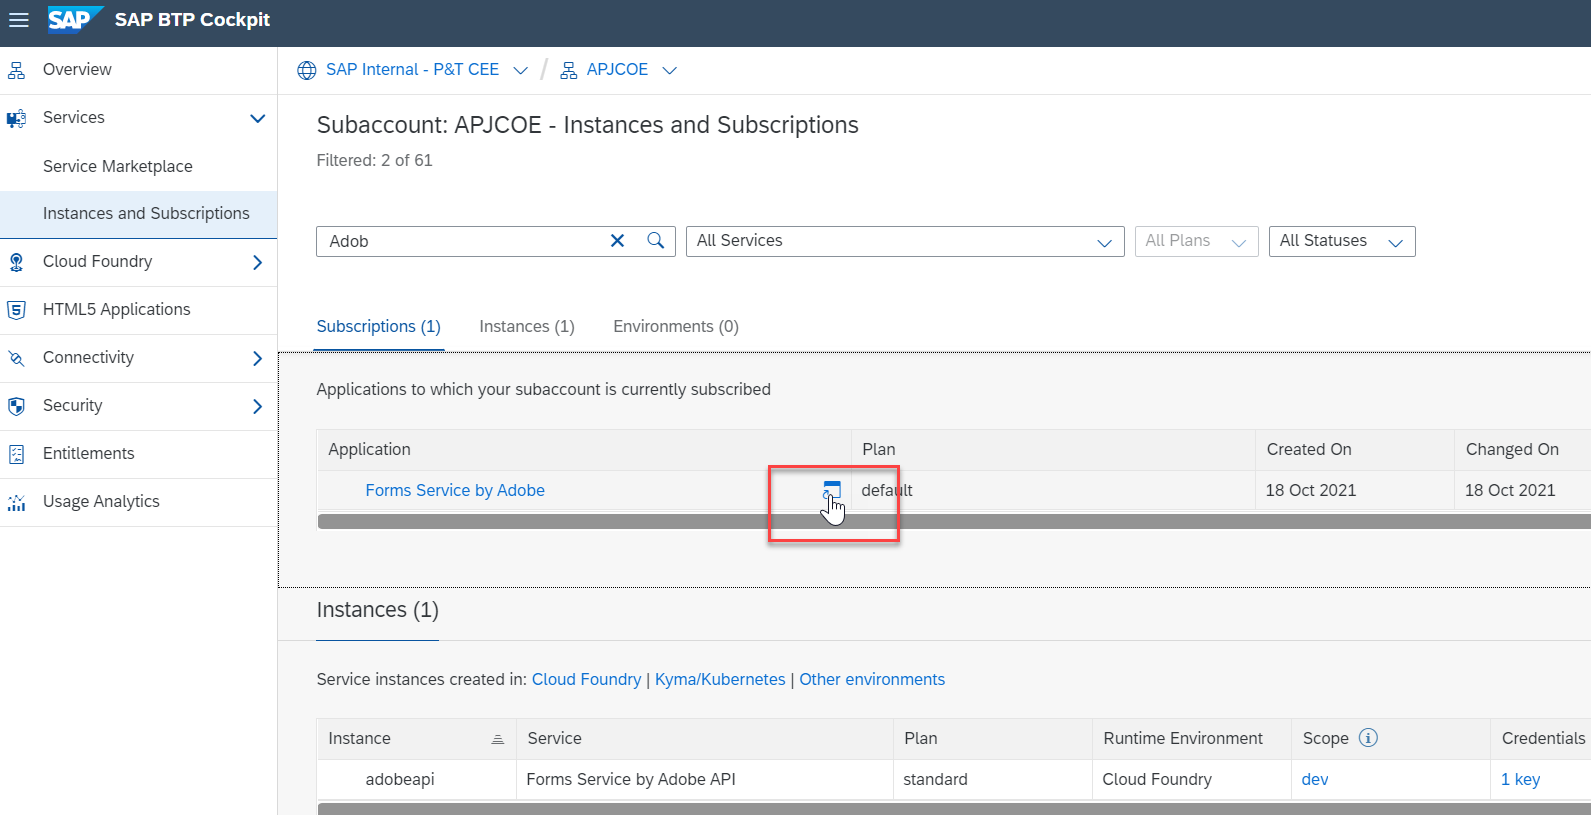 SAP SAP BTP Cockpit
Overview
Services
Service Marketplace
Instances and Subscriptions
Cloud Foundry
HTML5 Applications
Connectivity
Security
Entitlements
Usage Analytics
SAP Internal - P&T CEE / APJCOE
Subaccount: APJCOE - Instances and Subscriptions
Filtered: 2 of 61
Adob All Services All Plans All Statuses
Subscriptions (1) Instances (1) Environments (0)
Applications to which your subaccount is currently subscribed
Application Plan Created On Changed On
Forms Service by Adobe default 18 Oct 2021 18 Oct 2021
Instances (1)
Service instances created in: Cloud Foundry | Kyma/Kubernetes | Other environments
Instance Service Plan Runtime Environment Scope Credentials
adobeapi Forms Service by Adobe API standard Cloud Foundry dev 1 key